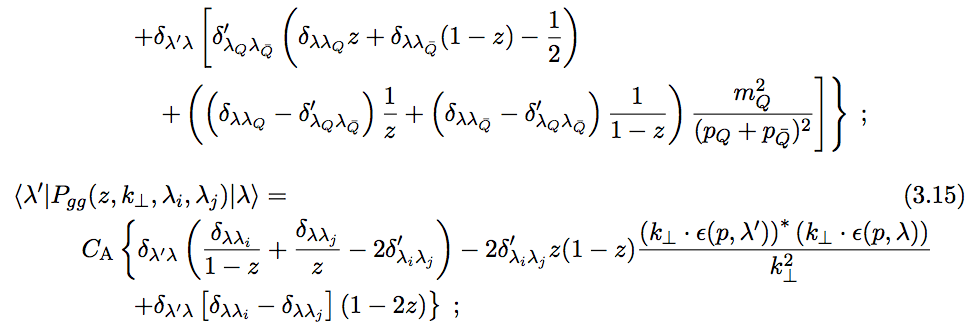 $+\delta_{\lambda'\lambda} \left[ \delta'_{\lambda_Q \lambda_{\bar{Q}}} \left( \delta_{\lambda\lambda_Q} z + \delta_{\lambda\lambda_{\bar{Q}}} (1-z) - \frac{1}{2} \right) \right.$
$\left. \left. + \left( \left( \delta_{\lambda\lambda_Q} - \delta'_{\lambda_Q \lambda_{\bar{Q}}} \right) \frac{1}{z} + \left( \delta_{\lambda\lambda_{\bar{Q}}} - \delta'_{\lambda_Q \lambda_{\bar{Q}}} \right) \frac{1}{1-z} \right) \frac{m_Q^2}{(p_Q + p_{\bar{Q}})^2} \right] \right\} \; ;$
$\langle \lambda' | P_{gg}(z, k_\perp, \lambda_i, \lambda_j) | \lambda \rangle =$ (3.15)
$C_{\mathrm{A}} \left\{ \delta_{\lambda'\lambda} \left( \frac{\delta_{\lambda\lambda_i}}{1-z} + \frac{\delta_{\lambda\lambda_j}}{z} - 2\delta'_{\lambda_i \lambda_j} \right) - 2\delta'_{\lambda_i \lambda_j} z(1-z) \frac{(k_\perp \cdot \epsilon(p, \lambda'))^* (k_\perp \cdot \epsilon(p, \lambda))}{k_\perp^2} \right.$
$\left. + \delta_{\lambda'\lambda} \left[ \delta_{\lambda\lambda_i} - \delta_{\lambda\lambda_j} \right] (1-2z) \right\} \; ;$